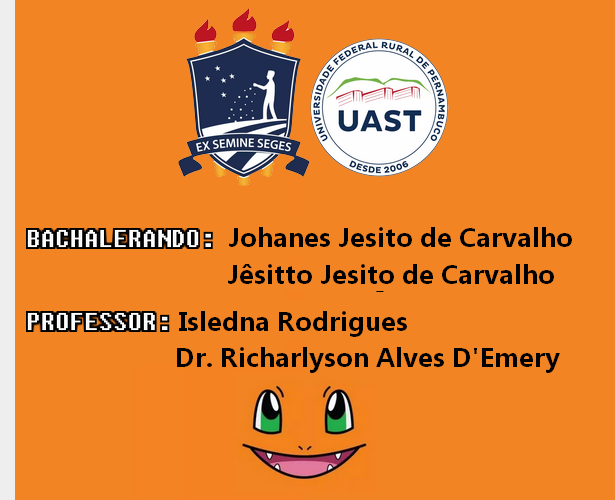 EX SEMINE SEGES
UNIVERSIDADE FEDERAL RURAL DE PERNAMBUCO
UAST
DESDE 2006
BACHALERANDO: Johanes Jesito de Carvalho
Jêsitto Jesito de Carvalho
PROFESSOR: Isledna Rodrigues
Dr. Richarlyson Alves D'Emery